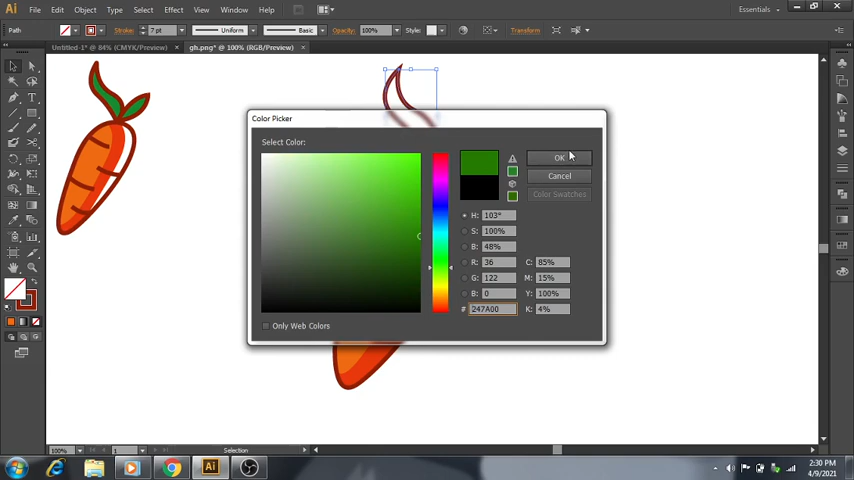 File Edit Object Type Select Effect View Window Help Essentials
Path Stroke: 7 pt Uniform Basic Opacity: 100% Style: Transform
Untitled-1* @ 84% (CMYK/Preview) × gh.png* @ 100% (RGB/Preview) ×
Color Picker
Select Color:
OK
Cancel
Color Swatches
H: 103°
S: 100%
B: 48%
R: 36 C: 85%
G: 122 M: 15%
B: 0 Y: 100%
# 247A00 K: 4%
Only Web Colors
100% 1 Selection
Ai
2:30 PM
4/9/2021